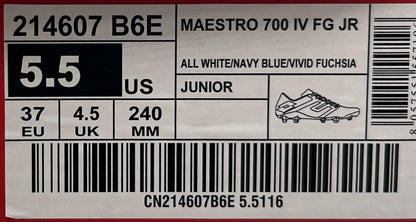 214607 B6E
MAESTRO 700 IV FG JR
ALL WHITE/NAVY BLUE/VIVID FUCHSIA
5.5 US
JUNIOR
37 EU
4.5 UK
240 MM
CN214607B6E 5.5116